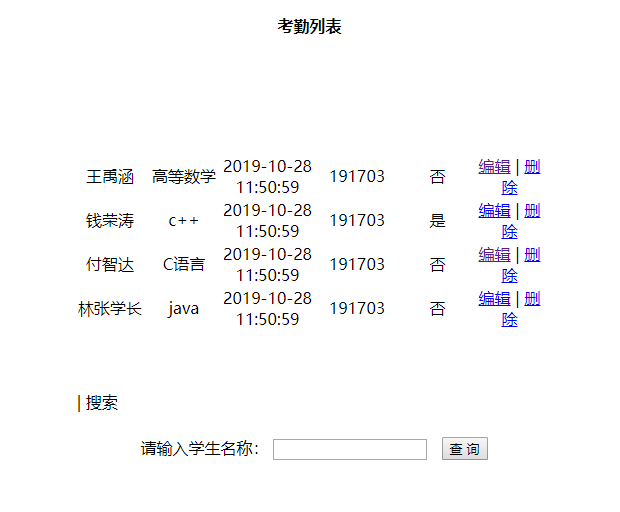 考勤列表
王禹涵 高等数学 2019-10-28 11:50:59 191703 否 编辑 | 删除
钱荣涛 c++ 2019-10-28 11:50:59 191703 是 编辑 | 删除
付智达 C语言 2019-10-28 11:50:59 191703 否 编辑 | 删除
林张学长 java 2019-10-28 11:50:59 191703 否 编辑 | 删除
| 搜索
请输入学生名称： 查 询